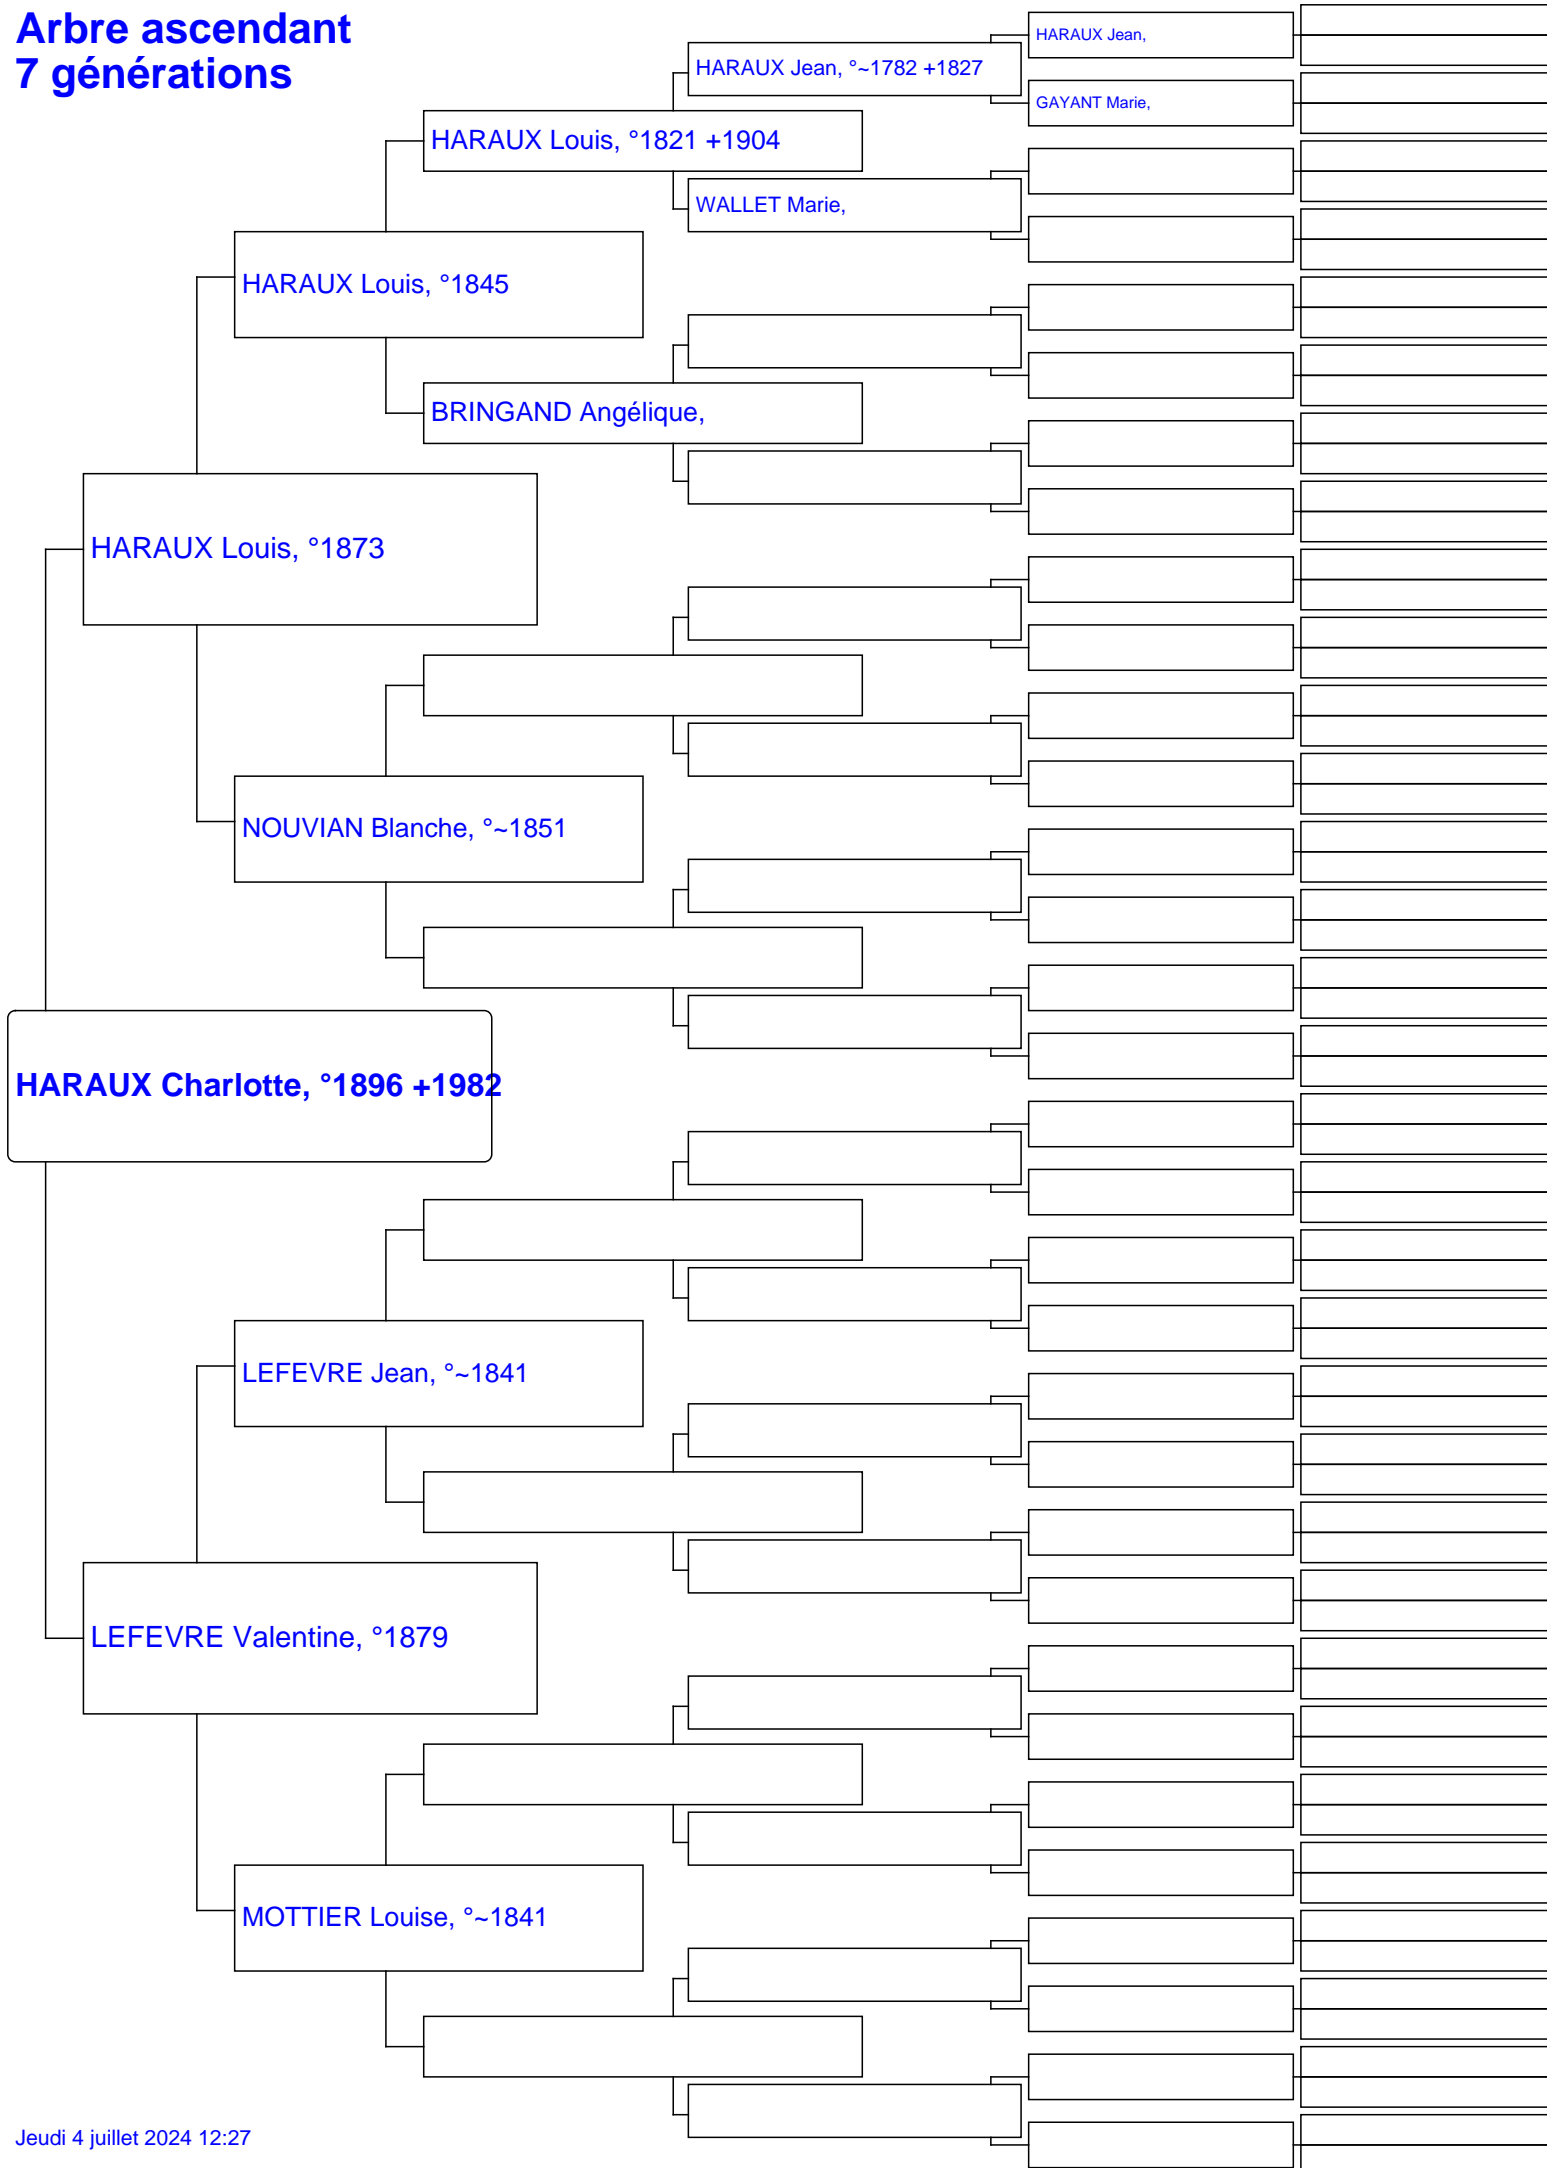 Arbre ascendant
7 générations
HARAUX Jean,
HARAUX Jean, °~1782 +1827
GAYANT Marie,
HARAUX Louis, °1821 +1904
WALLET Marie,
HARAUX Louis, °1845
BRINGAND Angélique,
HARAUX Louis, °1873
NOUVIAN Blanche, °~1851
HARAUX Charlotte, °1896 +1982
LEFEVRE Jean, °~1841
LEFEVRE Valentine, °1879
MOTTIER Louise, °~1841
Jeudi 4 juillet 2024 12:27